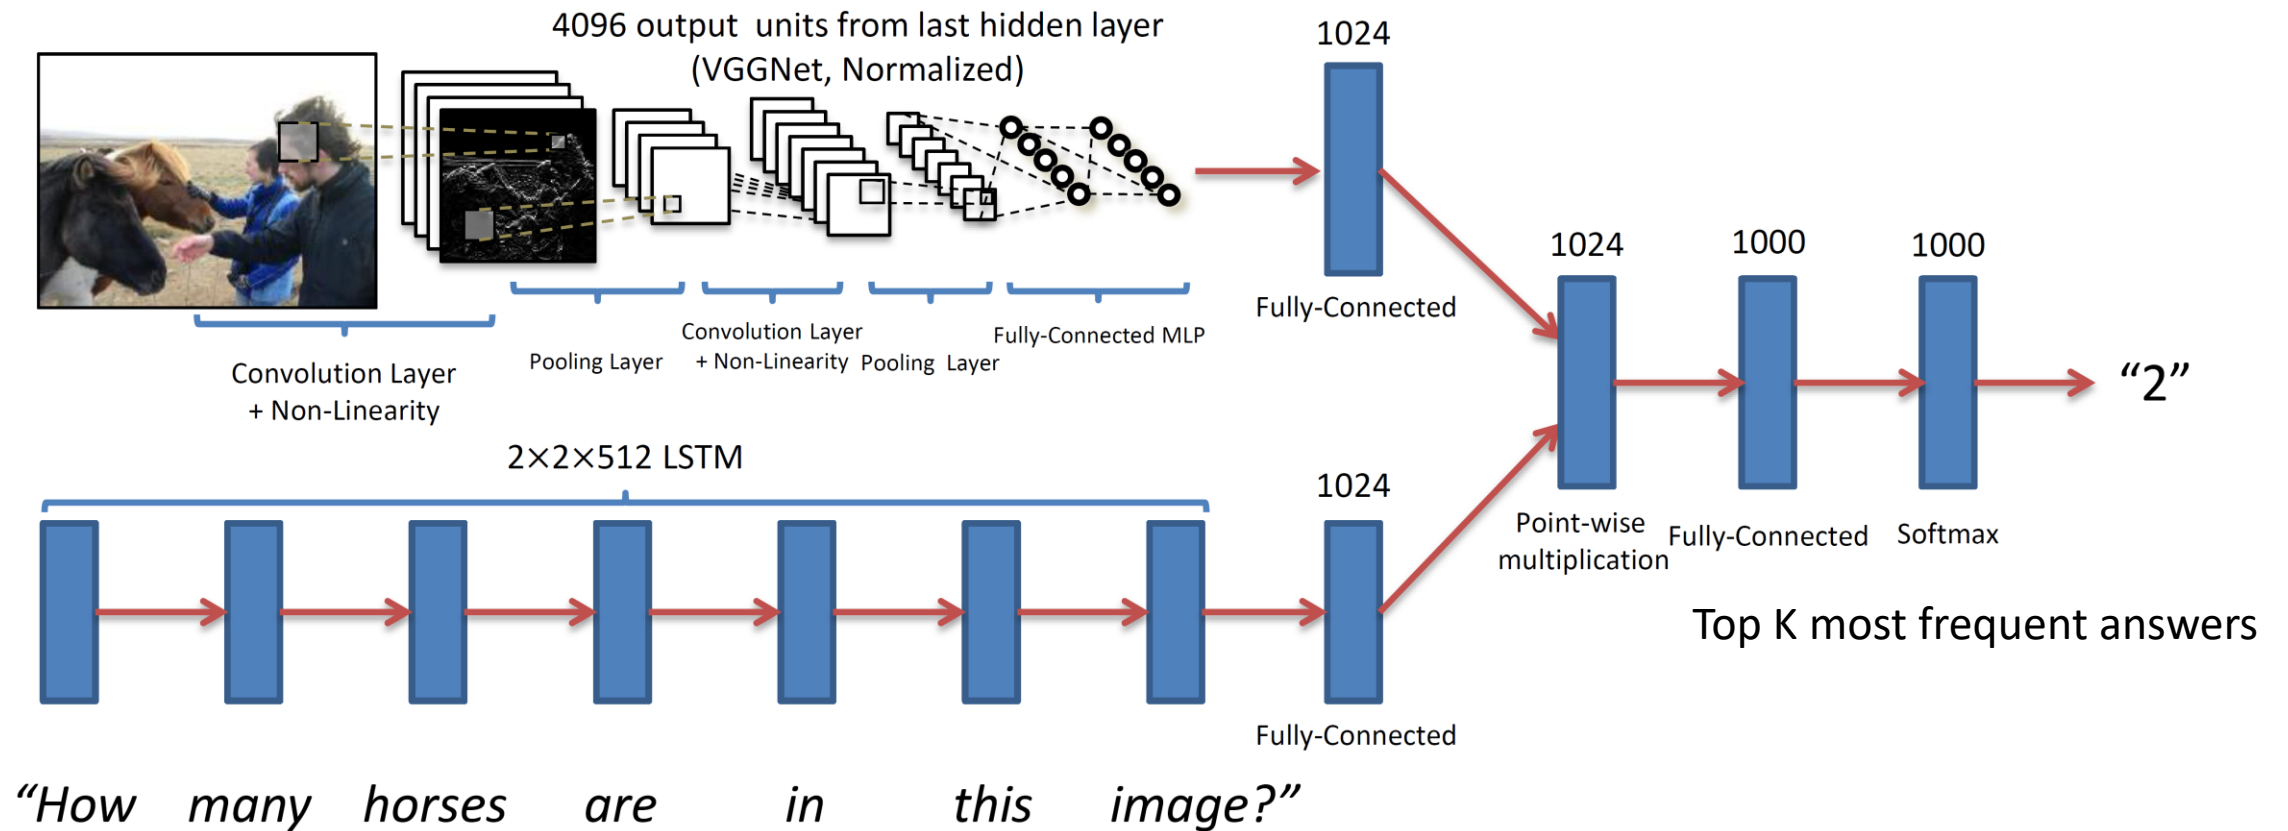 4096 output units from last hidden layer
(VGGNet, Normalized)
1024
Fully-Connected
Convolution Layer
+ Non-Linearity
Pooling Layer
Convolution Layer
+ Non-Linearity
Pooling Layer
Fully-Connected MLP
2×2×512 LSTM
1024
Fully-Connected
1024
Point-wise
multiplication
1000
Fully-Connected
1000
Softmax
“2”
Top K most frequent answers
“How many horses are in this image?”